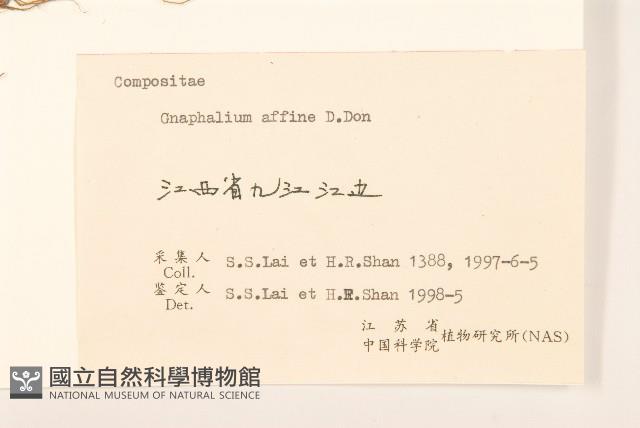 Compositae
Gnaphalium affine D.Don
江西省九江江边
采集人 S.S.Lai et H.R.Shan 1388, 1997-6-5
Coll.
鉴定人 S.S.Lai et H.R.Shan 1998-5
Det.
江苏省
中国科学院 植物研究所(NAS)
國立自然科學博物館
NATIONAL MUSEUM OF NATURAL SCIENCE